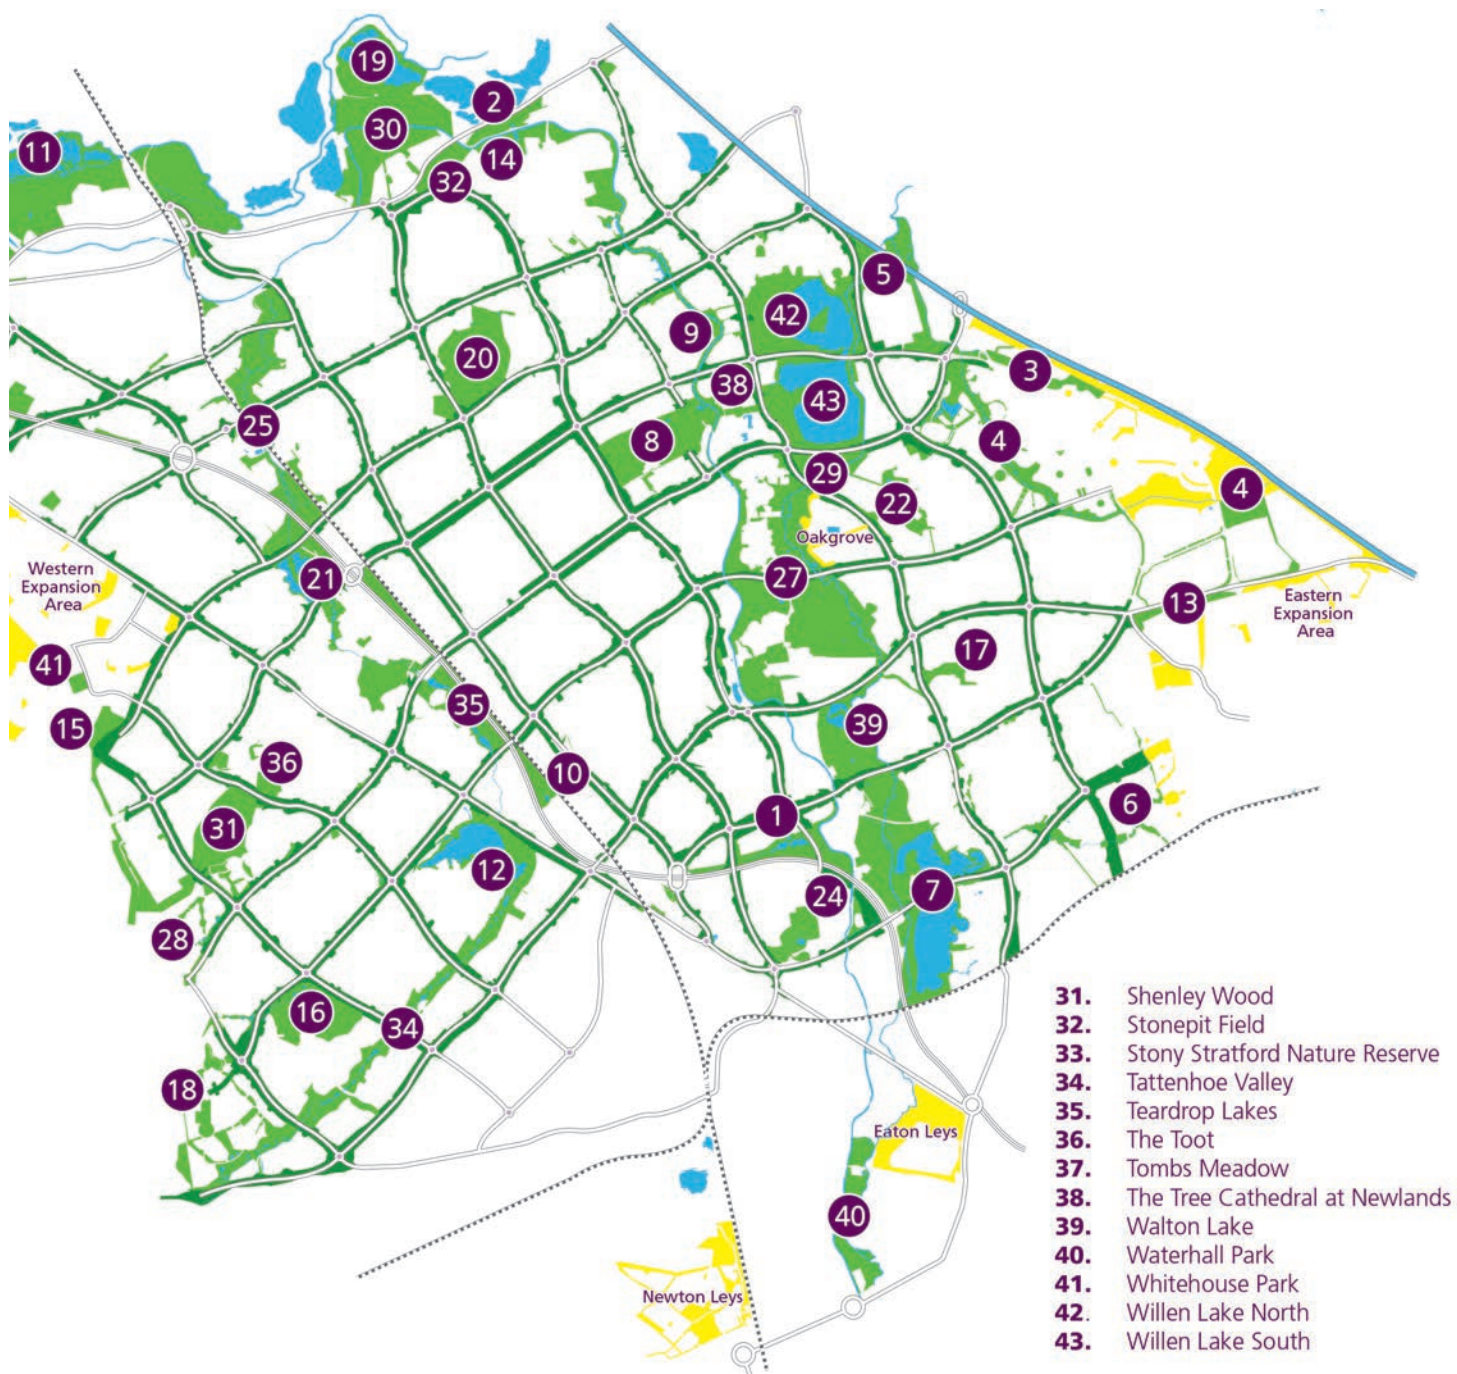 19
2
11
30
14
32
5
42
9
20
3
38
43
25
8
4
29
4
22
Oakgrove
21
27
Western
Expansion
Area
13
Eastern
Expansion
Area
41
17
35
15
39
36
10
6
31
1
12
7
24
28
16
34
18
Eaton Leys
40
Newton Leys
31. Shenley Wood
32. Stonepit Field
33. Stony Stratford Nature Reserve
34. Tattenhoe Valley
35. Teardrop Lakes
36. The Toot
37. Tombs Meadow
38. The Tree Cathedral at Newlands
39. Walton Lake
40. Waterhall Park
41. Whitehouse Park
42. Willen Lake North
43. Willen Lake South